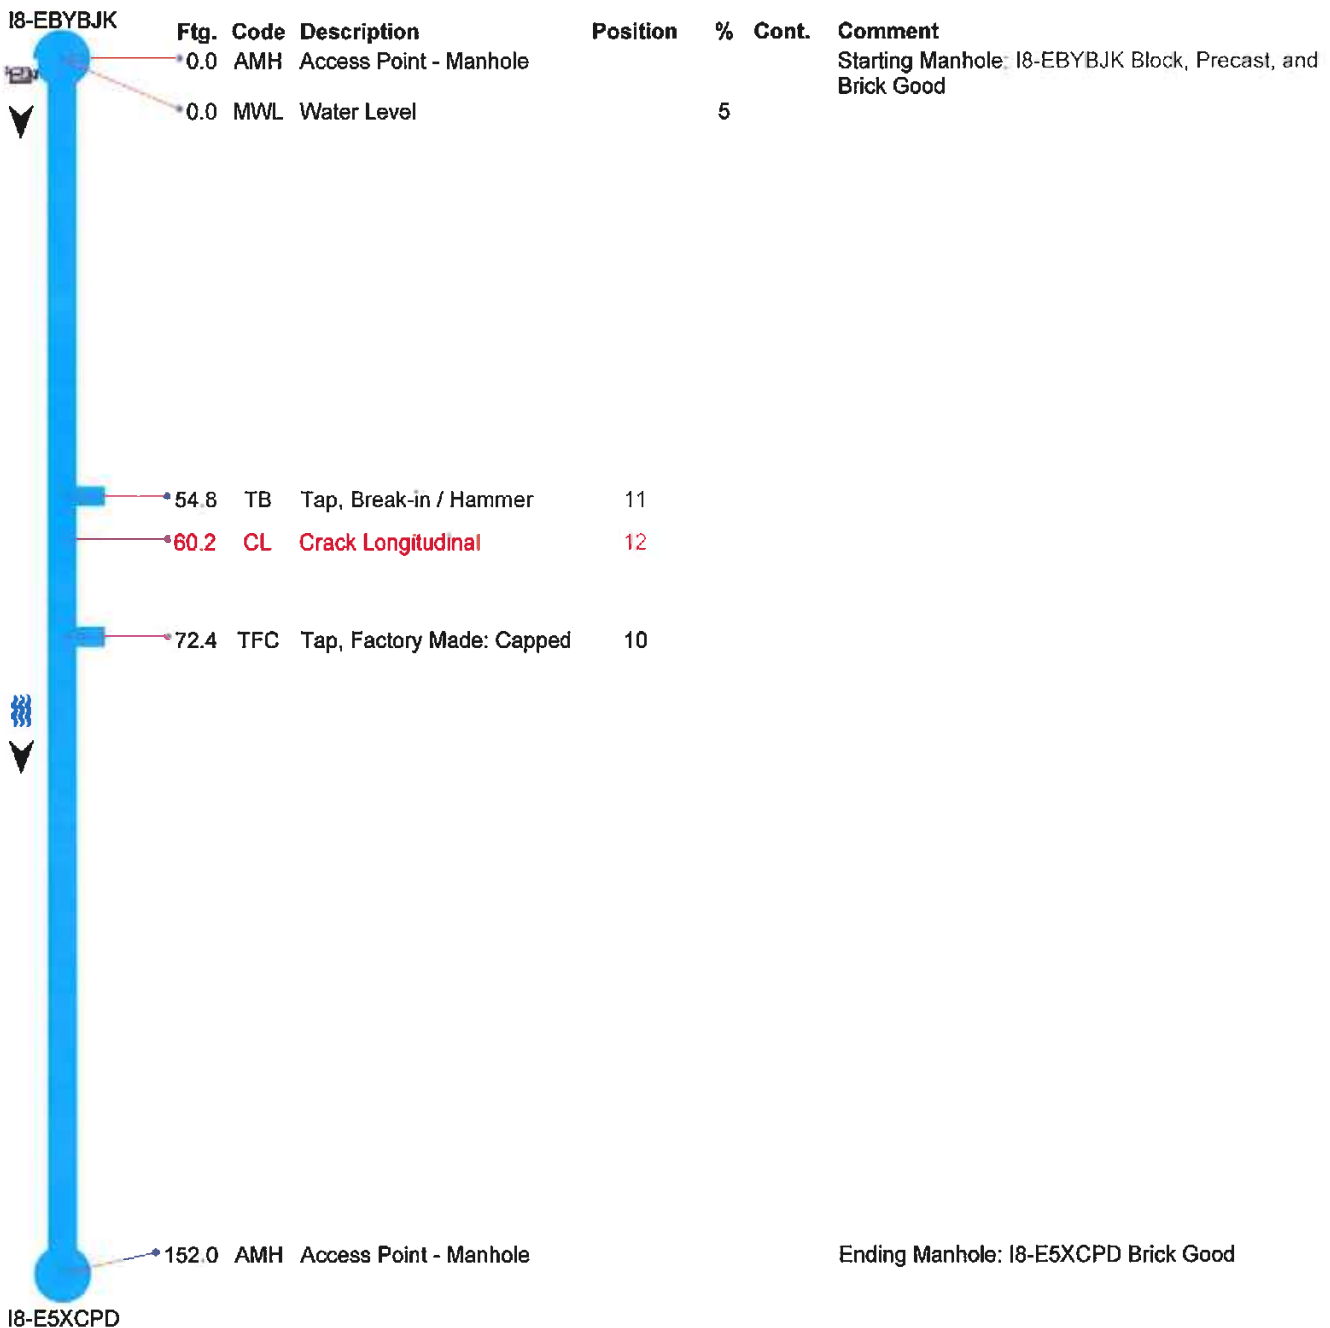 I8-EBYBJK
Ftg. Code Description Position % Cont. Comment
0.0 AMH Access Point - Manhole Starting Manhole: I8-EBYBJK Block, Precast, and
Brick Good
0.0 MWL Water Level 5
54.8 TB Tap, Break-in / Hammer 11
60.2 CL Crack Longitudinal 12
72.4 TFC Tap, Factory Made: Capped 10
152.0 AMH Access Point - Manhole Ending Manhole: I8-E5XCPD Brick Good
I8-E5XCPD